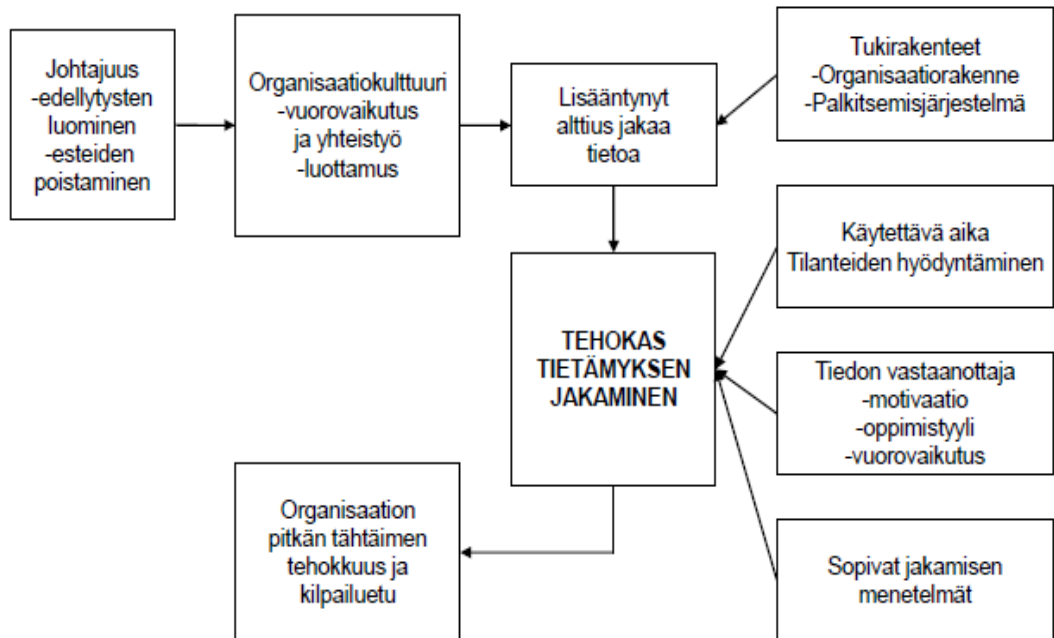 Johtajuus
-edellytysten
luominen
-esteiden
poistaminen
Organisaatiokulttuuri
-vuorovaikutus
ja yhteistyö
-luottamus
Lisääntynyt
alttius jakaa
tietoa
Tukirakenteet
-Organisaatiorakenne
-Palkitsemisjärjestelmä
Käytettävä aika
Tilanteiden hyödyntäminen
TEHOKAS
TIETÄMYKSEN
JAKAMINEN
Tiedon vastaanottaja
-motivaatio
-oppimistyyli
-vuorovaikutus
Organisaation
pitkän tähtäimen
tehokkuus ja
kilpailuetu
Sopivat jakamisen
menetelmät